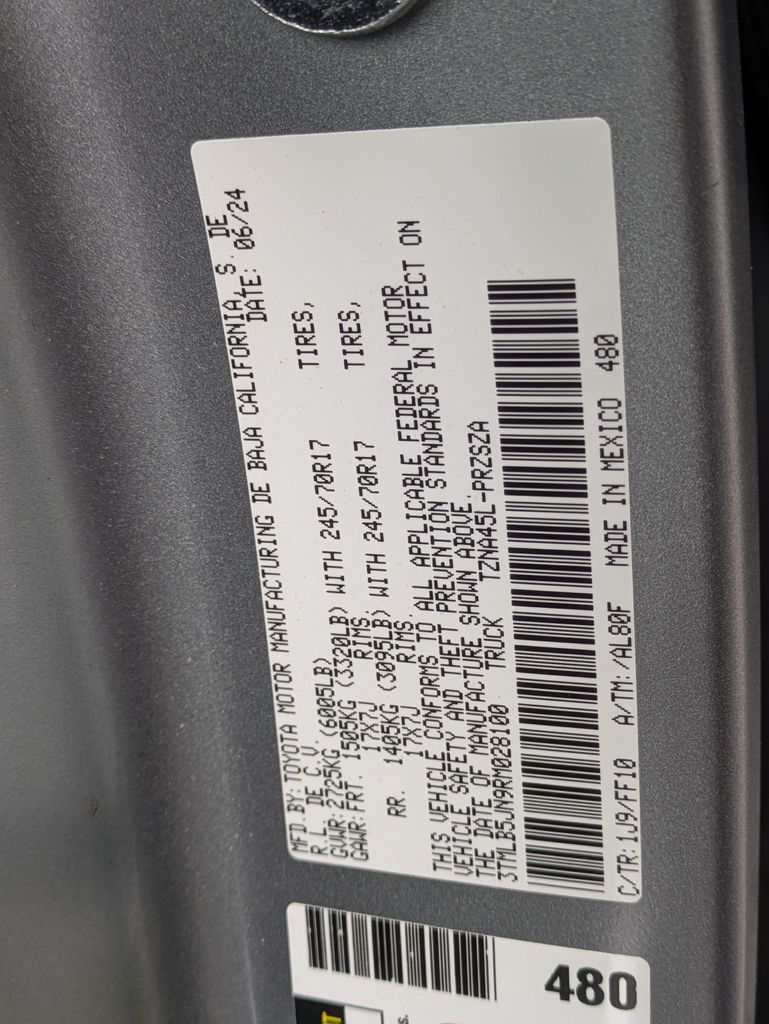 MFD.BY:TOYOTA MOTOR MANUFACTURING DE BAJA CALIFORNIA, S. DE
R.L. DE C.V. DATE: 06/24
GVWR: 2725KG (6005LB)
GAWR: FRT. 1505KG (3320LB) WITH 245/70R17 TIRES,
17X7J RIMS.
RR. 1405KG (3095LB) WITH 245/70R17 TIRES,
17X7J RIMS.
THIS VEHICLE CONFORMS TO ALL APPLICABLE FEDERAL MOTOR
VEHICLE SAFETY AND THEFT PREVENTION STANDARDS IN EFFECT ON
THE DATE OF MANUFACTURE SHOWN ABOVE.
3TMLB5JN9RM028100 TRUCK TZNA45L-PRZSZA
C/TR:1J9/FF10 A/TM:/AL80F MADE IN MEXICO 480
480